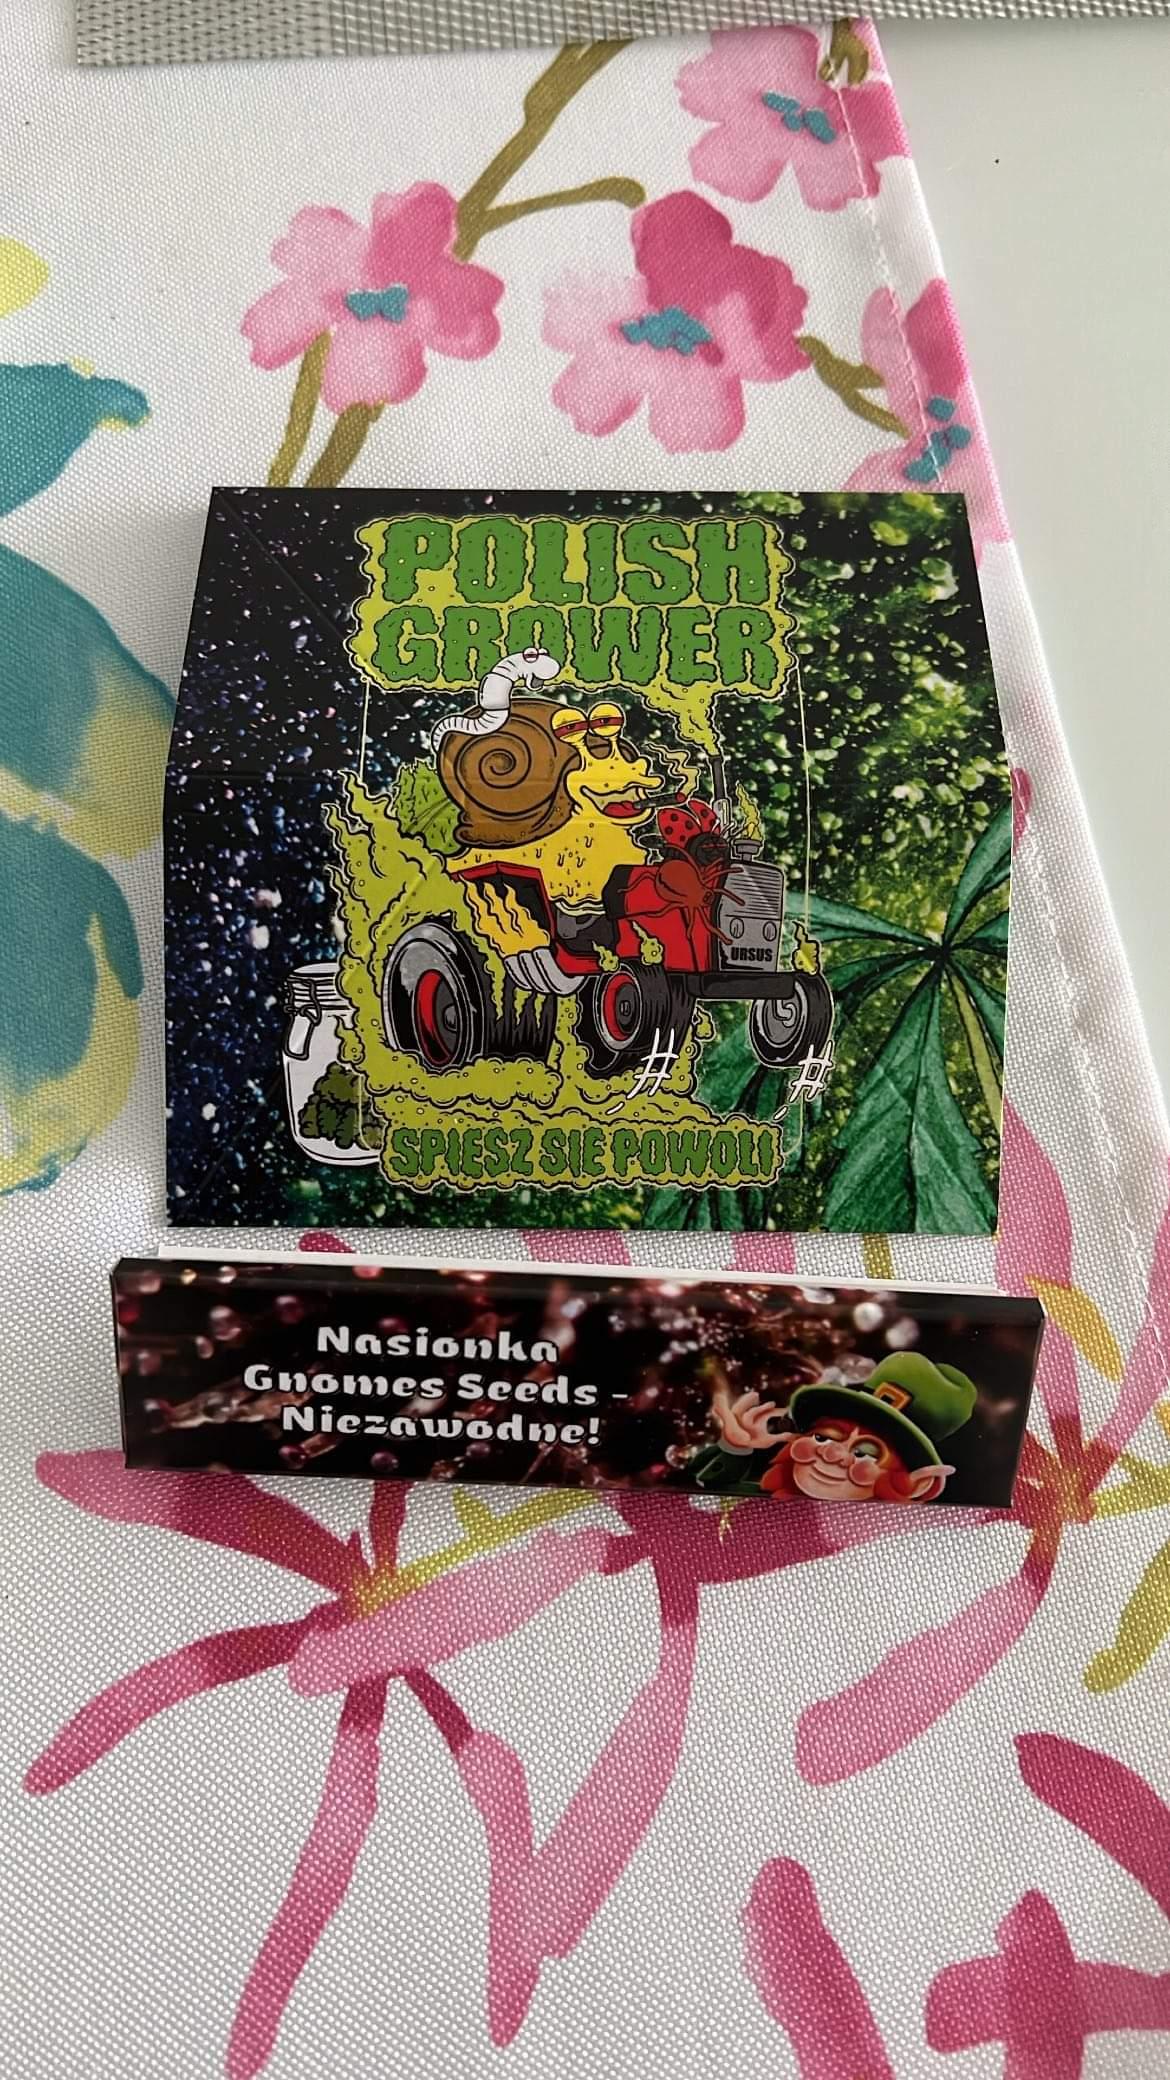 POLISH
GROWER
URSUS
# #
SPIESZ SIE POWOLI
Nasionka
Gnomes Seeds -
Niezawodne!